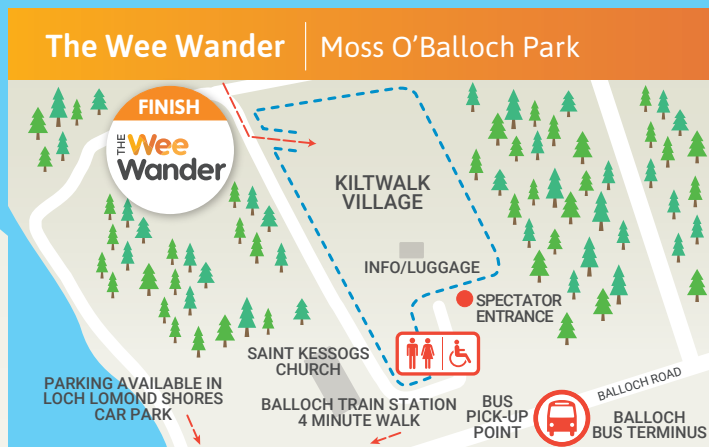 The Wee Wander | Moss O'Balloch Park
FINISH
THE Wee
Wander
KILTWALK
VILLAGE
INFO/LUGGAGE
SPECTATOR
ENTRANCE
SAINT KESSOGS
CHURCH
PARKING AVAILABLE IN
LOCH LOMOND SHORES
CAR PARK
BALLOCH TRAIN STATION
4 MINUTE WALK
BUS
PICK-UP
POINT
BALLOCH ROAD
BALLOCH
BUS TERMINUS